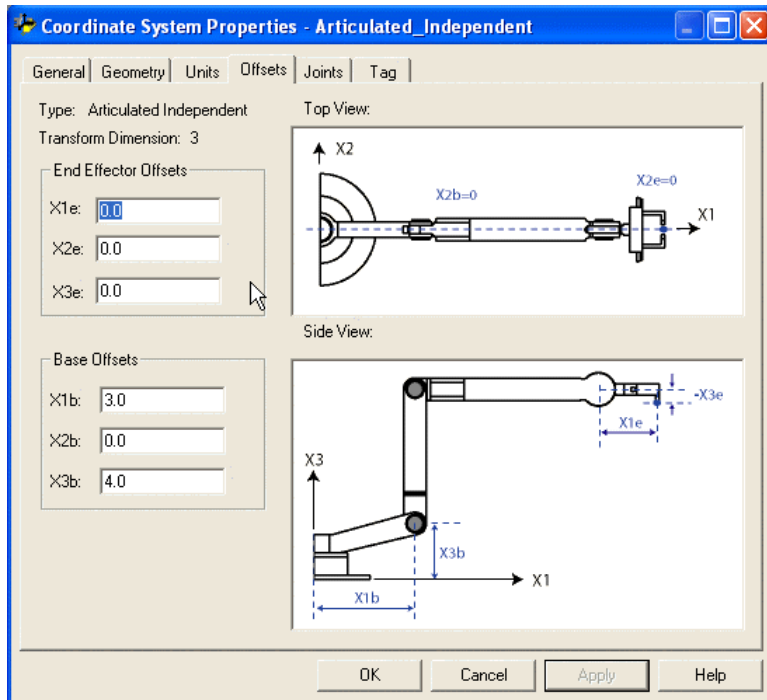 Coordinate System Properties - Articulated_Independent
General Geometry Units Offsets Joints Tag
Type: Articulated Independent
Transform Dimension: 3
End Effector Offsets
X1e: 0.0
X2e: 0.0
X3e: 0.0
Base Offsets
X1b: 3.0
X2b: 0.0
X3b: 4.0
Top View:
X2
X2b=0
X2e=0
X1
Side View:
-X3e
X1e
X3
X3b
X1
X1b
OK Cancel Apply Help